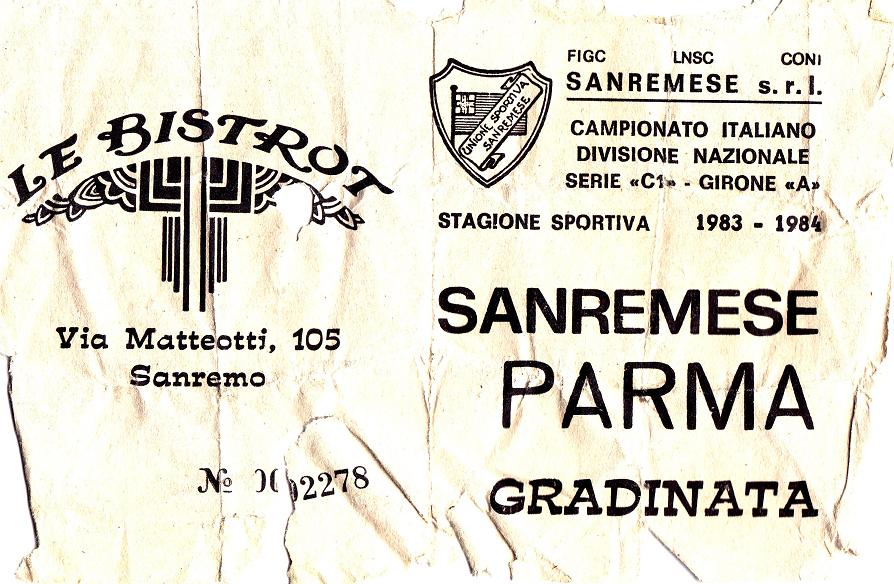 LE BISTROT
Via Matteotti, 105
Sanremo
№ 02278
FIGC LNSC CONI
SANREMESE s.r.l.
UNIONE SPORTIVA
SANREMESE
CAMPIONATO ITALIANO
DIVISIONE NAZIONALE
SERIE «C1» - GIRONE «A»
STAGIONE SPORTIVA 1983 - 1984
SANREMESE
PARMA
GRADINATA